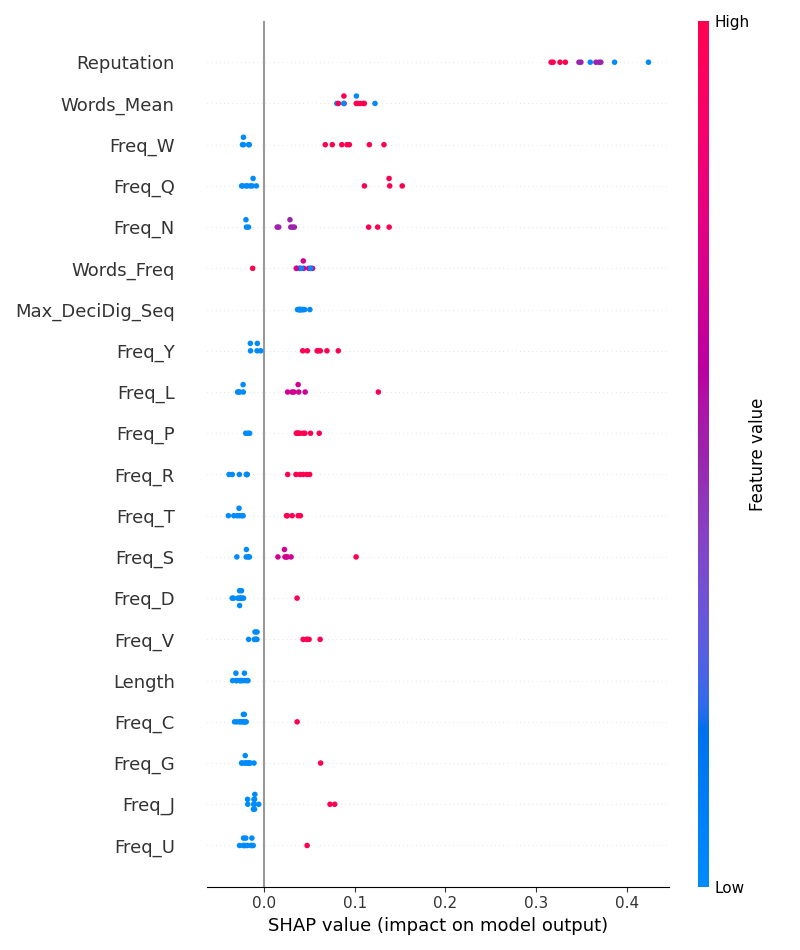 High
Reputation
Words_Mean
Freq_W
Freq_Q
Freq_N
Words_Freq
Max_DeciDig_Seq
Freq_Y
Freq_L
Freq_P
Freq_R
Freq_T
Freq_S
Freq_D
Freq_V
Length
Freq_C
Freq_G
Freq_J
Freq_U
Feature value
Low
0.0 0.1 0.2 0.3 0.4
SHAP value (impact on model output)